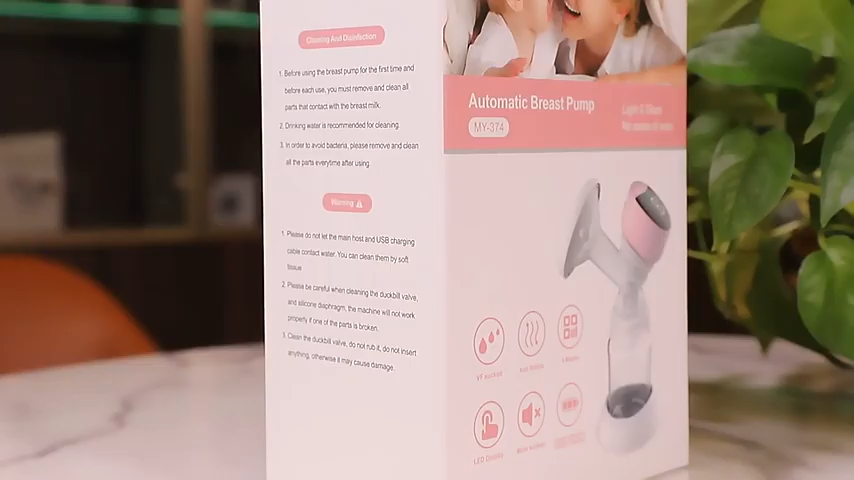 Cleaning And Disinfection
1. Before using the breast pump for the first time and
before each use, you must remove and clean all
parts that contact with the breast milk.
2. Drinking water is recommended for cleaning.
3. In order to avoid bacteria, please remove and clean
all the parts everytime after using.
Warning
1. Please do not let the main host and USB charging
cable contact water. You can clean them by soft
tissue
2. Please be careful when cleaning the duckbill valve,
and silicone diaphragm, the machine will not work
properly if one of the parts is broken.
3. Clean the duckbill valve, do not rub it, do not insert
anything, otherwise it may cause damage.
Automatic Breast Pump
MY-374
LED Display